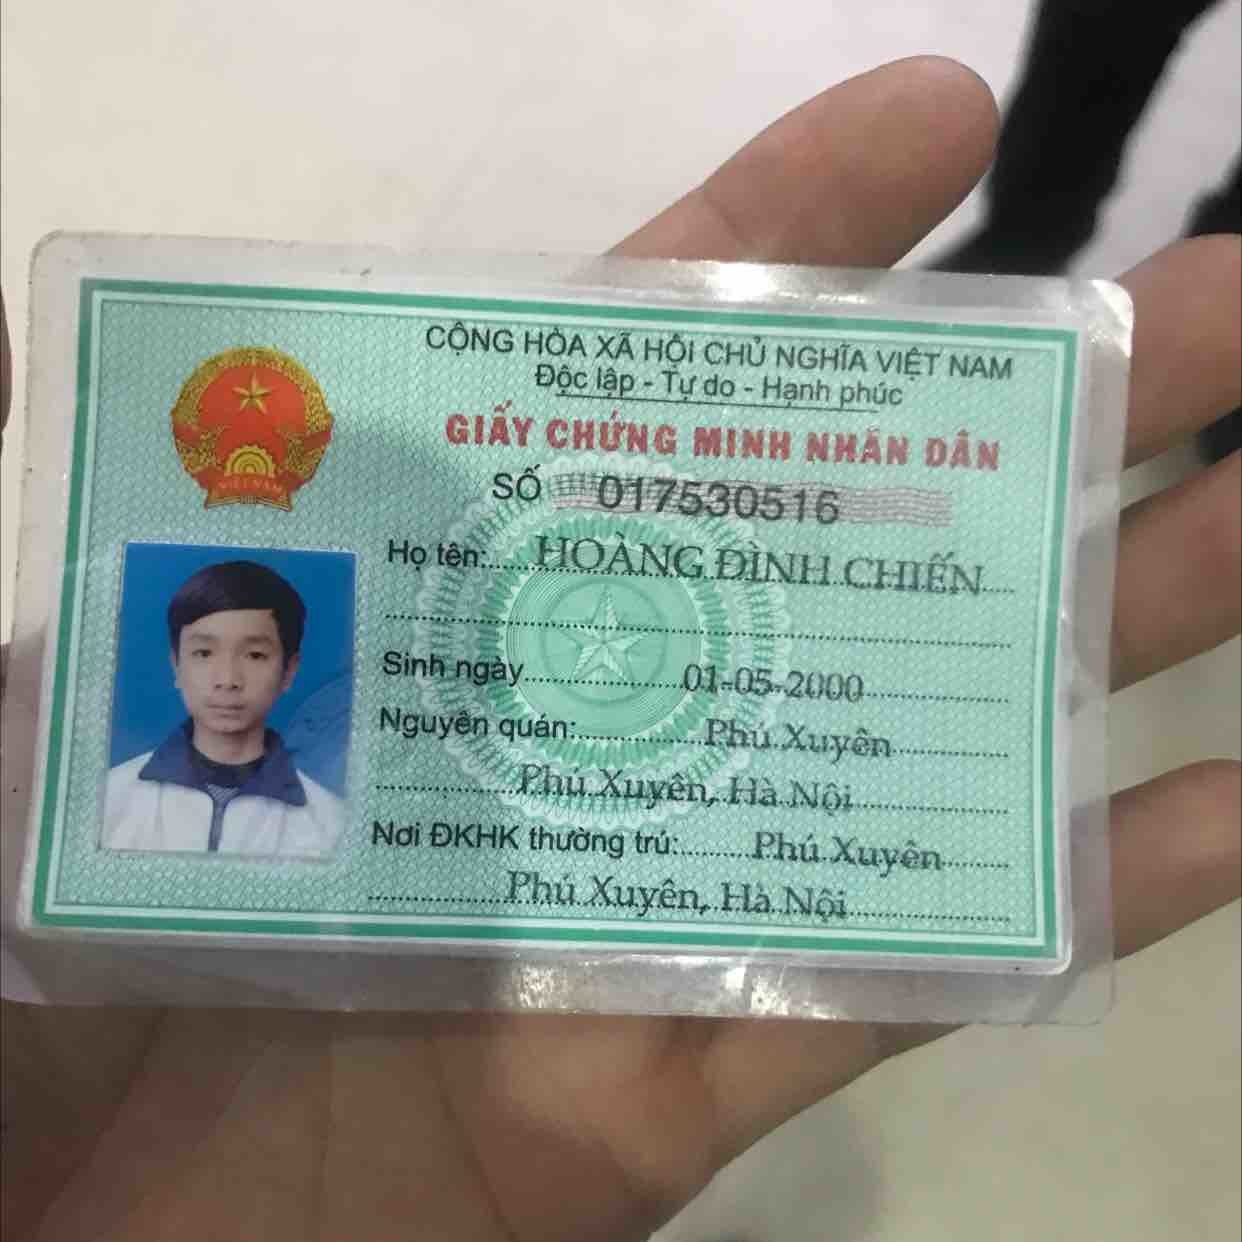 CỘNG HÒA XÃ HỘI CHỦ NGHĨA VIỆT NAM
Độc lập - Tự do - Hạnh phúc
GIẤY CHỨNG MINH NHÂN DÂN
SỐ 017530516
VIỆT NAM
Họ tên: HOÀNG ĐÌNH CHIẾN
Sinh ngày 01-05-2000
Nguyên quán: Phú Xuyên
Phú Xuyên, Hà Nội
Nơi ĐKHK thường trú: Phú Xuyên
Phú Xuyên, Hà Nội